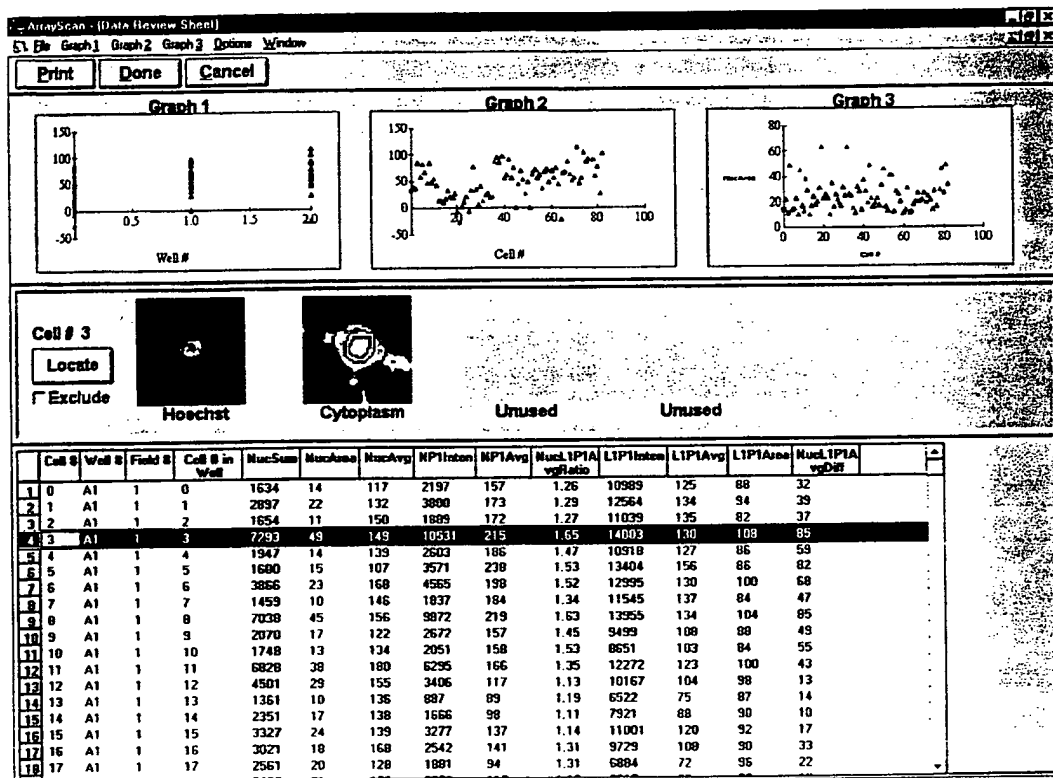 ArrayScan - [Data Review Sheet]
File Graph 1 Graph 2 Graph 3 Options Window
Print Done Cancel
Graph 1 Graph 2 Graph 3
150
100
50
0
-50
0.5 1.0 1.5 2.0
Well #
150
100
50
0
-50
20 40 60 80 100
Cell #
80
60
40
20
0
0 20 40 60 80 100
Cell #
Cell # 3
Locate
Exclude
Hoechst Cytoplasm Unused Unused
Cell # Well # Field # Cell # in Well NucSum NucArea NucAvg NP1Inten NP1Avg NucL1P1AvgRatio L1P1Inten L1P1Avg L1P1Area NucL1P1AvgDiff
1 0 A1 1 0 1634 14 117 2197 157 1.26 10989 125 88 32
2 1 A1 1 1 2897 22 132 3800 173 1.29 12564 134 94 39
3 2 A1 1 2 1654 11 150 1889 172 1.27 11039 135 82 37
4 3 A1 1 3 7293 49 149 10531 215 1.65 14003 130 108 85
5 4 A1 1 4 1947 14 139 2603 186 1.47 10918 127 86 59
6 5 A1 1 5 1600 15 107 3571 238 1.53 13404 156 86 82
7 6 A1 1 6 3866 23 168 4565 198 1.52 12995 130 100 68
8 7 A1 1 7 1459 10 146 1837 184 1.34 11545 137 84 47
9 8 A1 1 8 7038 45 156 9872 219 1.63 13955 134 104 85
10 9 A1 1 9 2070 17 122 2672 157 1.45 9499 108 88 49
11 10 A1 1 10 1748 13 134 2051 158 1.53 8651 103 84 55
12 11 A1 1 11 6828 38 180 6295 166 1.35 12272 123 100 43
13 12 A1 1 12 4501 29 155 3406 117 1.13 10167 104 98 13
14 13 A1 1 13 1361 10 136 887 89 1.19 6522 75 87 14
15 14 A1 1 14 2351 17 138 1666 98 1.11 7921 88 90 10
16 15 A1 1 15 3327 24 139 3277 137 1.14 11001 120 92 17
17 16 A1 1 16 3021 18 168 2542 141 1.31 9729 108 90 33
18 17 A1 1 17 2561 20 128 1881 94 1.31 6884 72 96 22